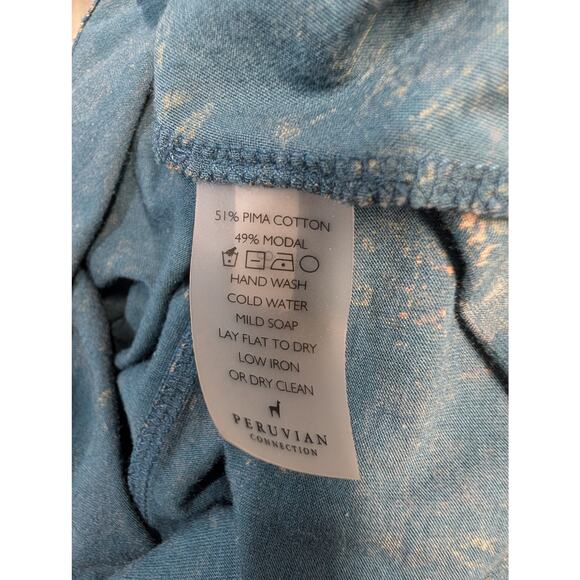 51% PIMA COTTON
49% MODAL
HAND WASH
COLD WATER
MILD SOAP
LAY FLAT TO DRY
LOW IRON
OR DRY CLEAN
PERUVIAN
CONNECTION